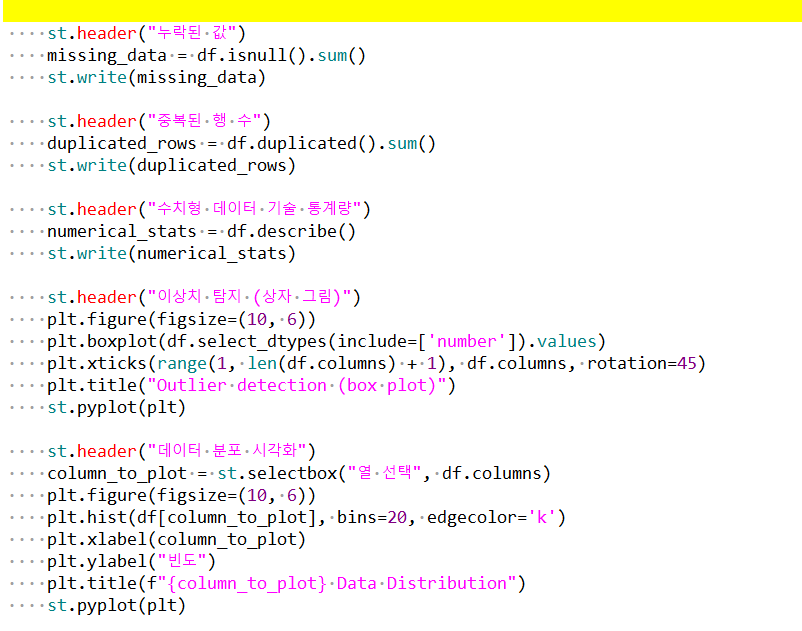 st.header("누락된 값")
    missing_data = df.isnull().sum()
    st.write(missing_data)

    st.header("중복된 행 수")
    duplicated_rows = df.duplicated().sum()
    st.write(duplicated_rows)

    st.header("수치형 데이터 기술 통계량")
    numerical_stats = df.describe()
    st.write(numerical_stats)

    st.header("이상치 탐지 (상자 그림)")
    plt.figure(figsize=(10, 6))
    plt.boxplot(df.select_dtypes(include=['number']).values)
    plt.xticks(range(1, len(df.columns) + 1), df.columns, rotation=45)
    plt.title("Outlier detection (box plot)")
    st.pyplot(plt)

    st.header("데이터 분포 시각화")
    column_to_plot = st.selectbox("열 선택", df.columns)
    plt.figure(figsize=(10, 6))
    plt.hist(df[column_to_plot], bins=20, edgecolor='k')
    plt.xlabel(column_to_plot)
    plt.ylabel("빈도")
    plt.title(f"{column_to_plot} Data Distribution")
    st.pyplot(plt)